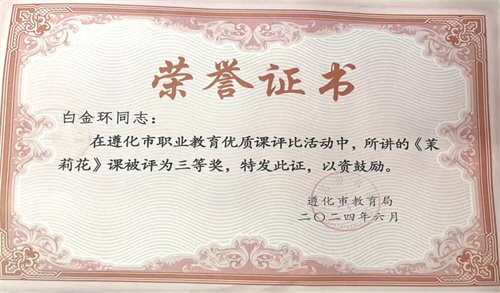 荣誉证书
白金环同志：
在遵化市职业教育优质课评比活动中，所讲的《茉
莉花》课被评为三等奖，特发此证，以资鼓励。
遵化市教育局
二〇二四年六月